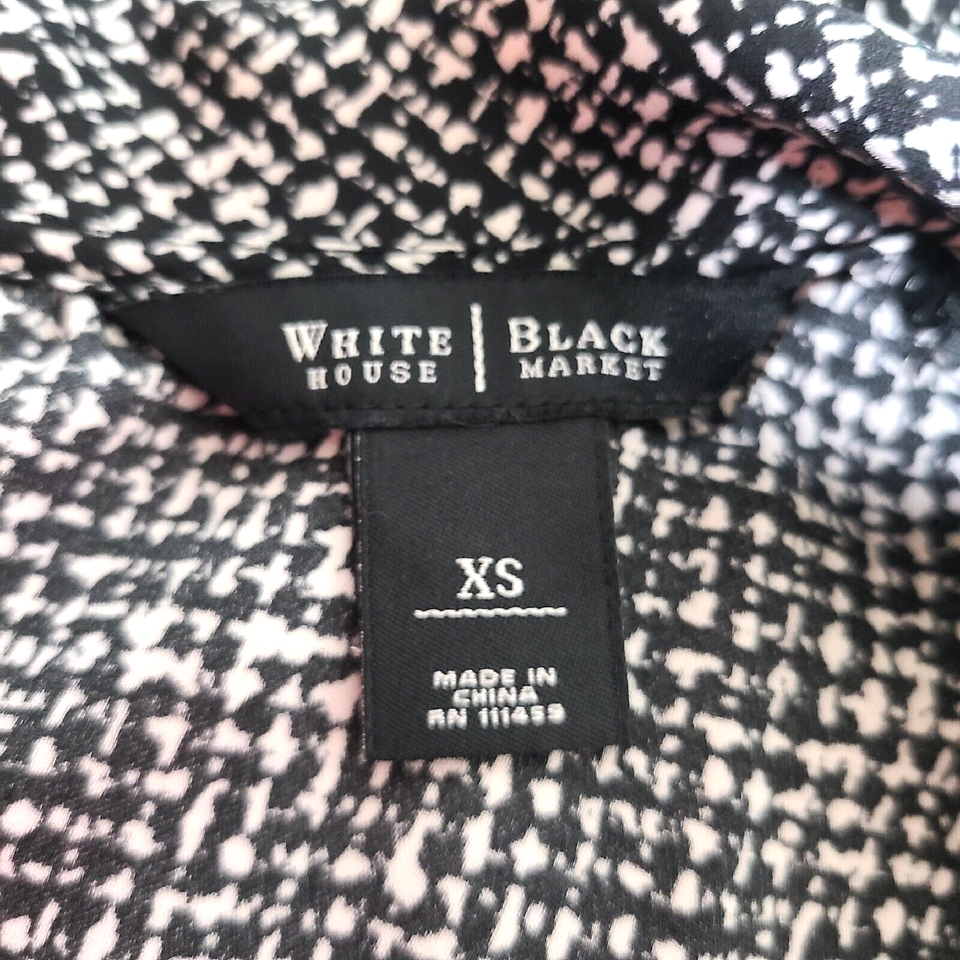 WHITE | BLACK
HOUSE | MARKET
XS
MADE IN
CHINA
RN 111459